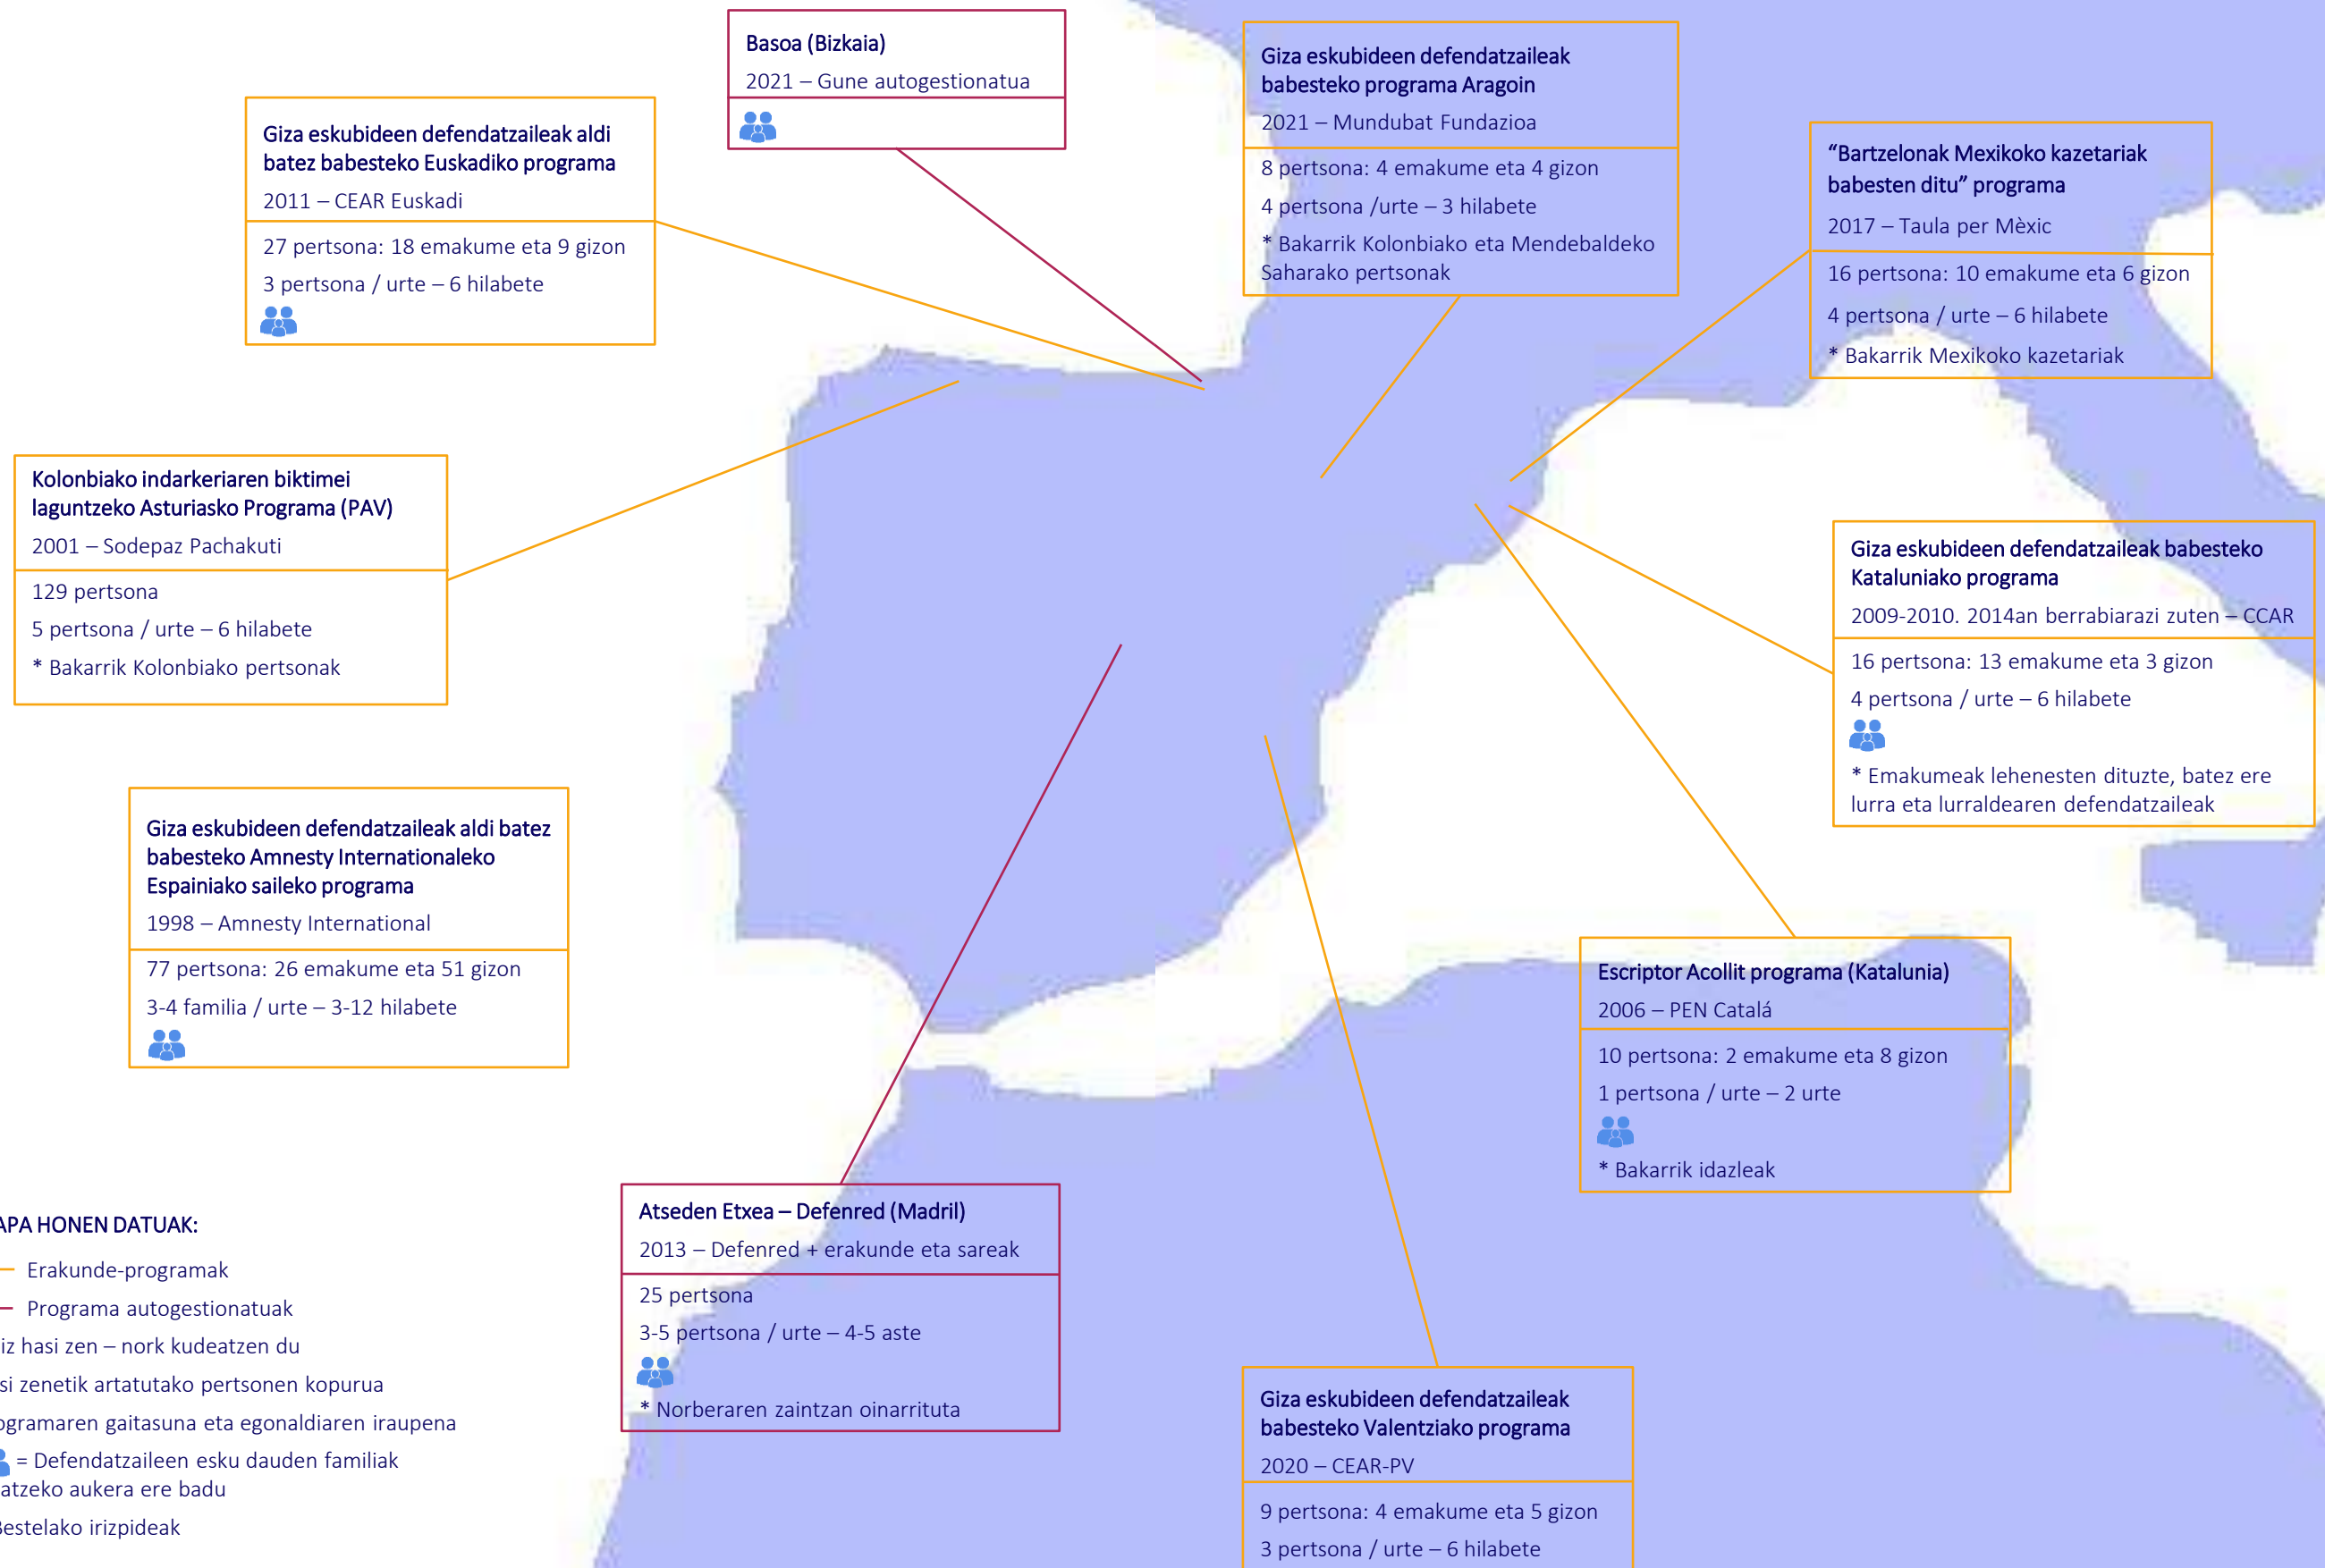 Basoa (Bizkaia)
2021 – Gune autogestionatua
Giza eskubideen defendatzaileak
babesteko programa Aragoin
2021 – Mundubat Fundazioa
8 pertsona: 4 emakume eta 4 gizon
4 pertsona /urte – 3 hilabete
* Bakarrik Kolonbiako eta Mendebaldeko
Saharako pertsonak
Giza eskubideen defendatzaileak aldi
batez babesteko Euskadiko programa
2011 – CEAR Euskadi
27 pertsona: 18 emakume eta 9 gizon
3 pertsona / urte – 6 hilabete
“Bartzelonak Mexikoko kazetariak
babesten ditu” programa
2017 – Taula per Mèxic
16 pertsona: 10 emakume eta 6 gizon
4 pertsona / urte – 6 hilabete
* Bakarrik Mexikoko kazetariak
Kolonbiako indarkeriaren biktimei
laguntzeko Asturiasko Programa (PAV)
2001 – Sodepaz Pachakuti
129 pertsona
5 pertsona / urte – 6 hilabete
* Bakarrik Kolonbiako pertsonak
Giza eskubideen defendatzaileak babesteko
Kataluniako programa
2009-2010. 2014an berrabiarazi zuten – CCAR
16 pertsona: 13 emakume eta 3 gizon
4 pertsona / urte – 6 hilabete
* Emakumeak lehenesten dituzte, batez ere
lurra eta lurraldearen defendatzaileak
Giza eskubideen defendatzaileak aldi batez
babesteko Amnesty Internationaleko
Espainiako saileko programa
1998 – Amnesty International
77 pertsona: 26 emakume eta 51 gizon
3-4 familia / urte – 3-12 hilabete
Escriptor Acollit programa (Katalunia)
2006 – PEN Catalá
10 pertsona: 2 emakume eta 8 gizon
1 pertsona / urte – 2 urte
* Bakarrik idazleak
Atseden Etxea – Defenred (Madril)
2013 – Defenred + erakunde eta sareak
25 pertsona
3-5 pertsona / urte – 4-5 aste
* Norberaren zaintzan oinarrituta
Giza eskubideen defendatzaileak
babesteko Valentziako programa
2020 – CEAR-PV
9 pertsona: 4 emakume eta 5 gizon
3 pertsona / urte – 6 hilabete
HONEN DATUAK:
Erakunde-programak
Programa autogestionatuak
hasi zen – nork kudeatzen du
zenetik artatutako pertsonen kopurua
gaitasuna eta egonaldiaren iraupena
= Defendatzaileen esku dauden familiak
aukera ere badu
Bestelako irizpideak